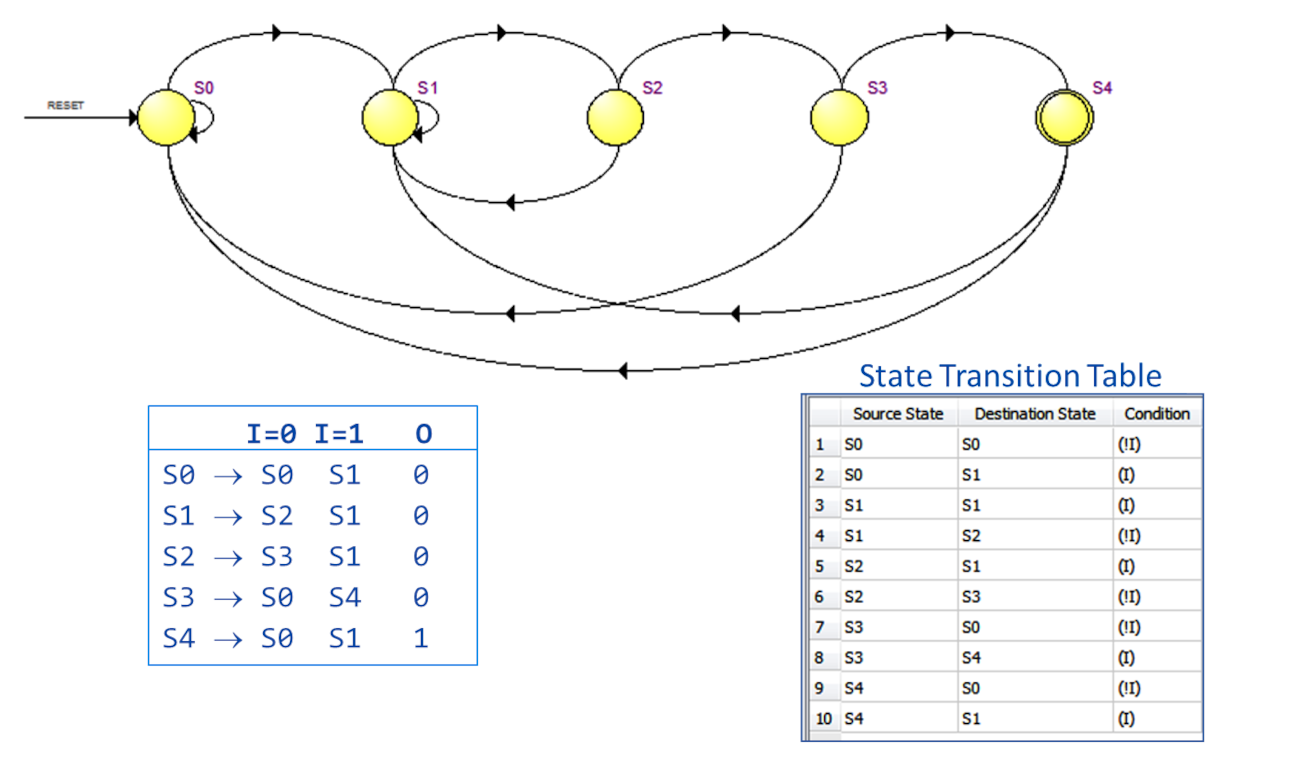 S0 S1 S2 S3 S4
RESET
State Transition Table
I=0 I=1 O
S0 → S0 S1 0
S1 → S2 S1 0
S2 → S3 S1 0
S3 → S0 S4 0
S4 → S0 S1 1
Source State Destination State Condition
1 S0 S0 (!I)
2 S0 S1 (I)
3 S1 S1 (I)
4 S1 S2 (!I)
5 S2 S1 (I)
6 S2 S3 (!I)
7 S3 S0 (!I)
8 S3 S4 (I)
9 S4 S0 (!I)
10 S4 S1 (I)